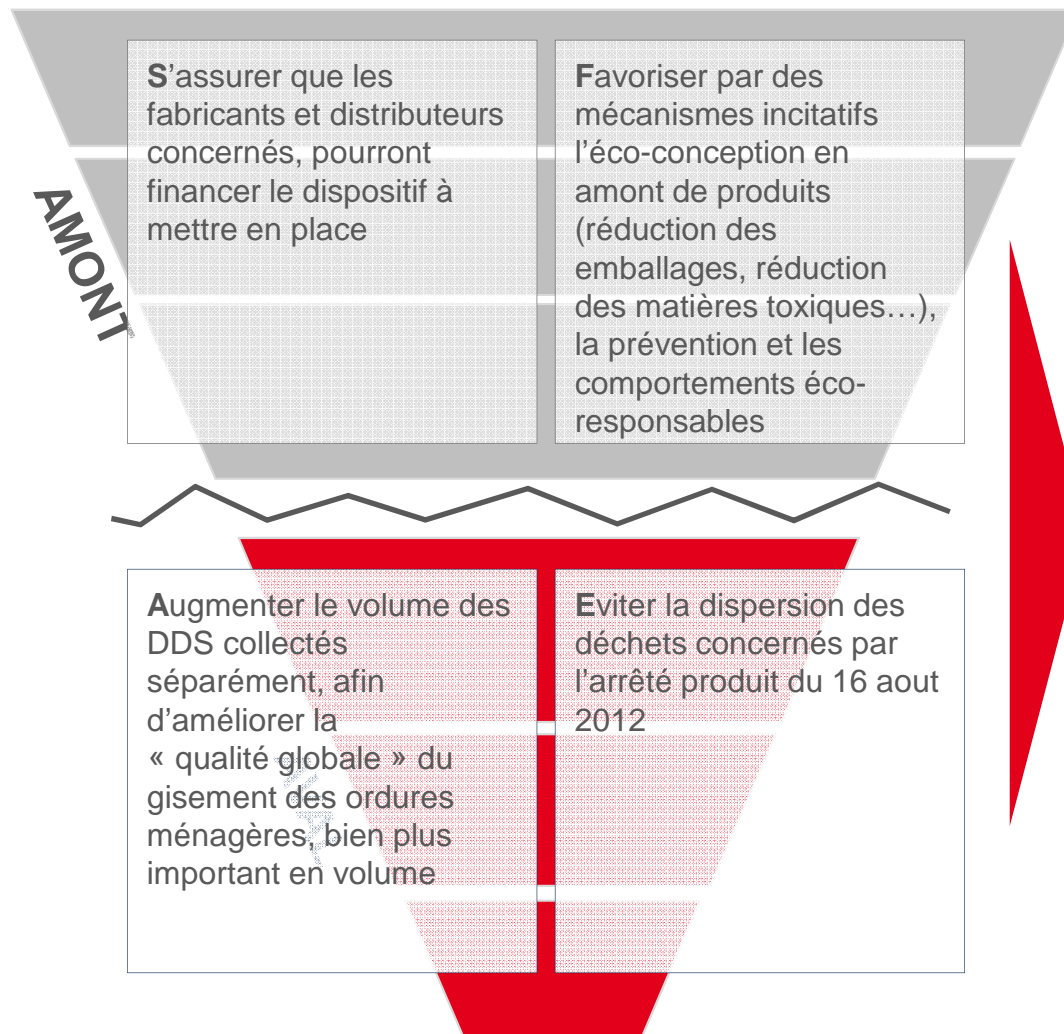 AMONT
S’assurer que les
fabricants et distributeurs
concernés, pourront
financer le dispositif à
mettre en place
Favoriser par des
mécanismes incitatifs
l’éco-conception en
amont de produits
(réduction des
emballages, réduction
des matières toxiques…),
la prévention et les
comportements éco-
responsables
Augmenter le volume des
DDS collectés
séparément, afin
d’améliorer la
« qualité globale » du
gisement des ordures
ménagères, bien plus
important en volume
Eviter la dispersion des
déchets concernés par
l’arrêté produit du 16 aout
2012